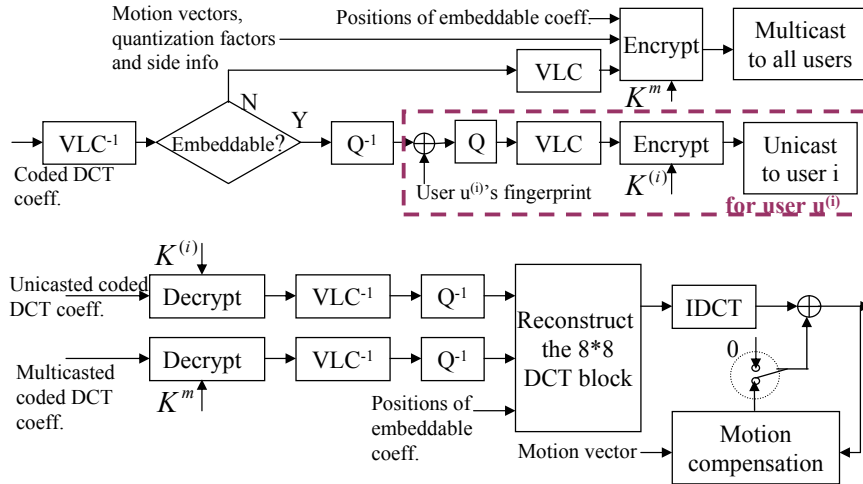 Motion vectors,
quantization factors
and side info
Positions of embeddable coeff.
Encrypt
Multicast
to all users
VLC
K^m
N
Y
VLC⁻¹
Embeddable?
Q⁻¹
Q
VLC
Encrypt
Unicast
to user i
Coded DCT
coeff.
User u⁽ⁱ⁾'s fingerprint
K⁽ⁱ⁾
for user u⁽ⁱ⁾
K⁽ⁱ⁾
Unicasted coded
DCT coeff.
Decrypt
VLC⁻¹
Q⁻¹
Reconstruct
the 8*8
DCT block
IDCT
Multicasted
coded DCT
coeff.
Decrypt
VLC⁻¹
Q⁻¹
0
K^m
Positions of
embeddable
coeff.
Motion vector
Motion
compensation